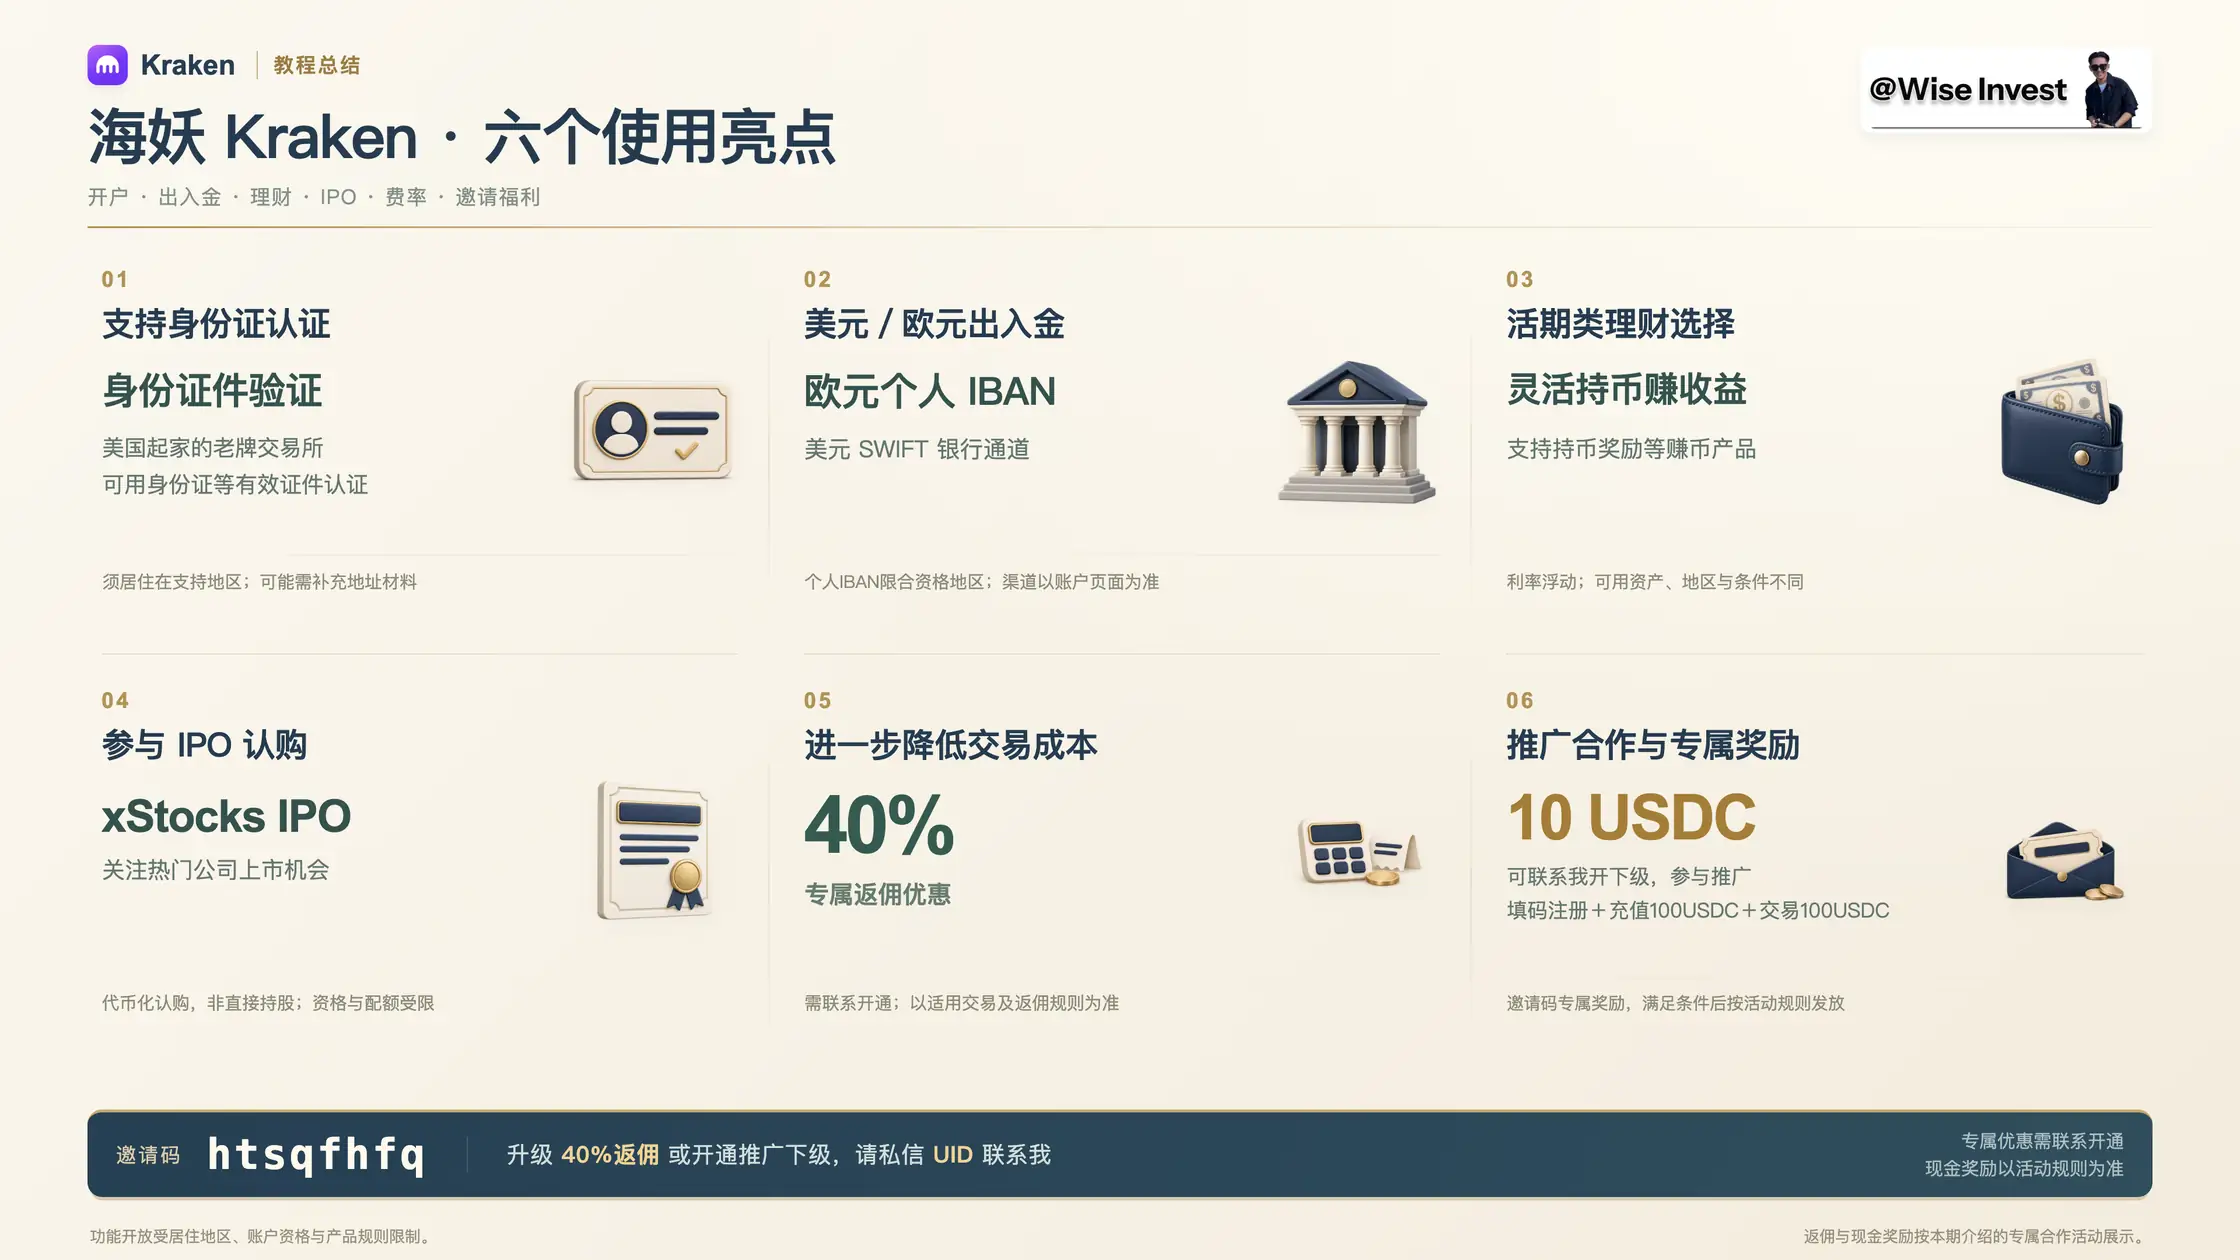 Kraken
教程总结
@Wise Invest
海妖 Kraken · 六个使用亮点
开户 · 出入金 · 理财 · IPO · 费率 · 邀请福利
01
支持身份证认证
身份证件验证
美国起家的老牌交易所
可用身份证等有效证件认证
须居住在支持地区；可能需补充地址材料
02
美元 / 欧元出入金
欧元个人 IBAN
美元 SWIFT 银行通道
个人IBAN限合资格地区；渠道以账户页面为准
03
活期类理财选择
灵活持币赚收益
支持持币奖励等赚币产品
利率浮动；可用资产、地区与条件不同
04
参与 IPO 认购
xStocks IPO
关注热门公司上市机会
代币化认购，非直接持股；资格与配额受限
05
进一步降低交易成本
40%
专属返佣优惠
需联系开通；以适用交易及返佣规则为准
06
推广合作与专属奖励
10 USDC
可联系我开下级，参与推广
填码注册＋充值100USDC＋交易100USDC
邀请码专属奖励，满足条件后按活动规则发放
邀请码 htsqfhfq
升级 40%返佣 或开通推广下级，请私信 UID 联系我
专属优惠需联系开通
现金奖励以活动规则为准
功能开放受居住地区、账户资格与产品规则限制。
返佣与现金奖励按本期介绍的专属合作活动展示。